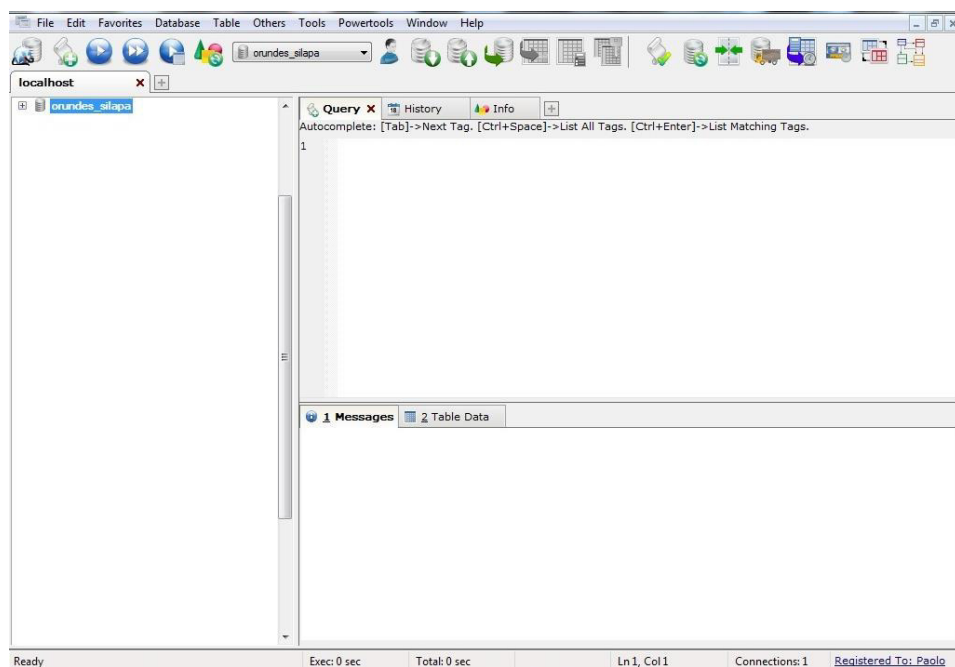 File Edit Favorites Database Table Others Tools Powertools Window Help
orundes_silapa
localhost
orundes_silapa
Query History Info
Autocomplete: [Tab]->Next Tag. [Ctrl+Space]->List All Tags. [Ctrl+Enter]->List Matching Tags.
1
1 Messages 2 Table Data
Ready Exec: 0 sec Total: 0 sec Ln 1, Col 1 Connections: 1 Registered To: Paolo